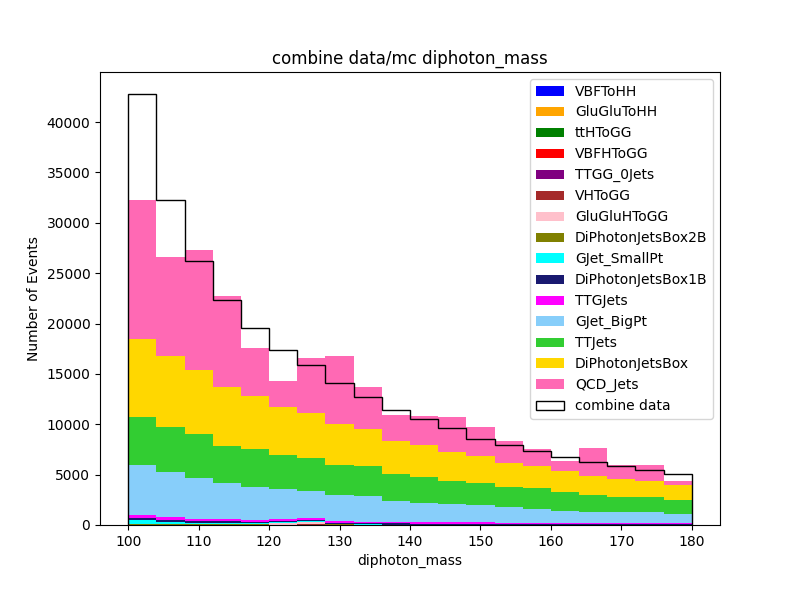 combine data/mc diphoton_mass
Number of Events
40000
35000
30000
25000
20000
15000
10000
5000
0
100
110
120
130
140
150
160
170
180
diphoton_mass
VBFToHH
GluGluToHH
ttHToGG
VBFHToGG
TTGG_0Jets
VHToGG
GluGluHToGG
DiPhotonJetsBox2B
GJet_SmallPt
DiPhotonJetsBox1B
TTGJets
GJet_BigPt
TTJets
DiPhotonJetsBox
QCD_Jets
combine data